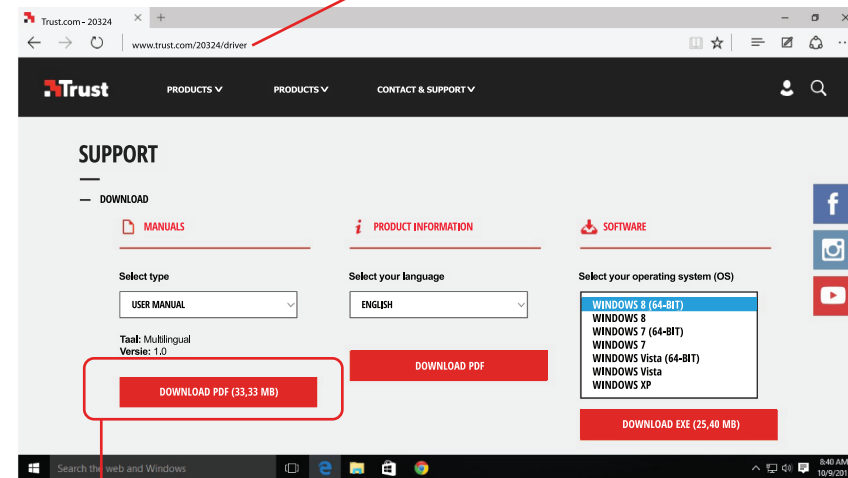 Trust.com - 20324
www.trust.com/20324/driver
Trust
PRODUCTS
PRODUCTS
CONTACT & SUPPORT
SUPPORT
DOWNLOAD
MANUALS
PRODUCT INFORMATION
SOFTWARE
Select type
Select your language
Select your operating system (OS)
USER MANUAL
ENGLISH
WINDOWS 8 (64-BIT)
WINDOWS 8
WINDOWS 7 (64-BIT)
WINDOWS 7
WINDOWS Vista (64-BIT)
WINDOWS Vista
WINDOWS XP
Taal: Multilingual
Versie: 1.0
DOWNLOAD PDF
DOWNLOAD PDF (33,33 MB)
DOWNLOAD EXE (25,40 MB)
Search the web and Windows
8:40 AM
10/9/201